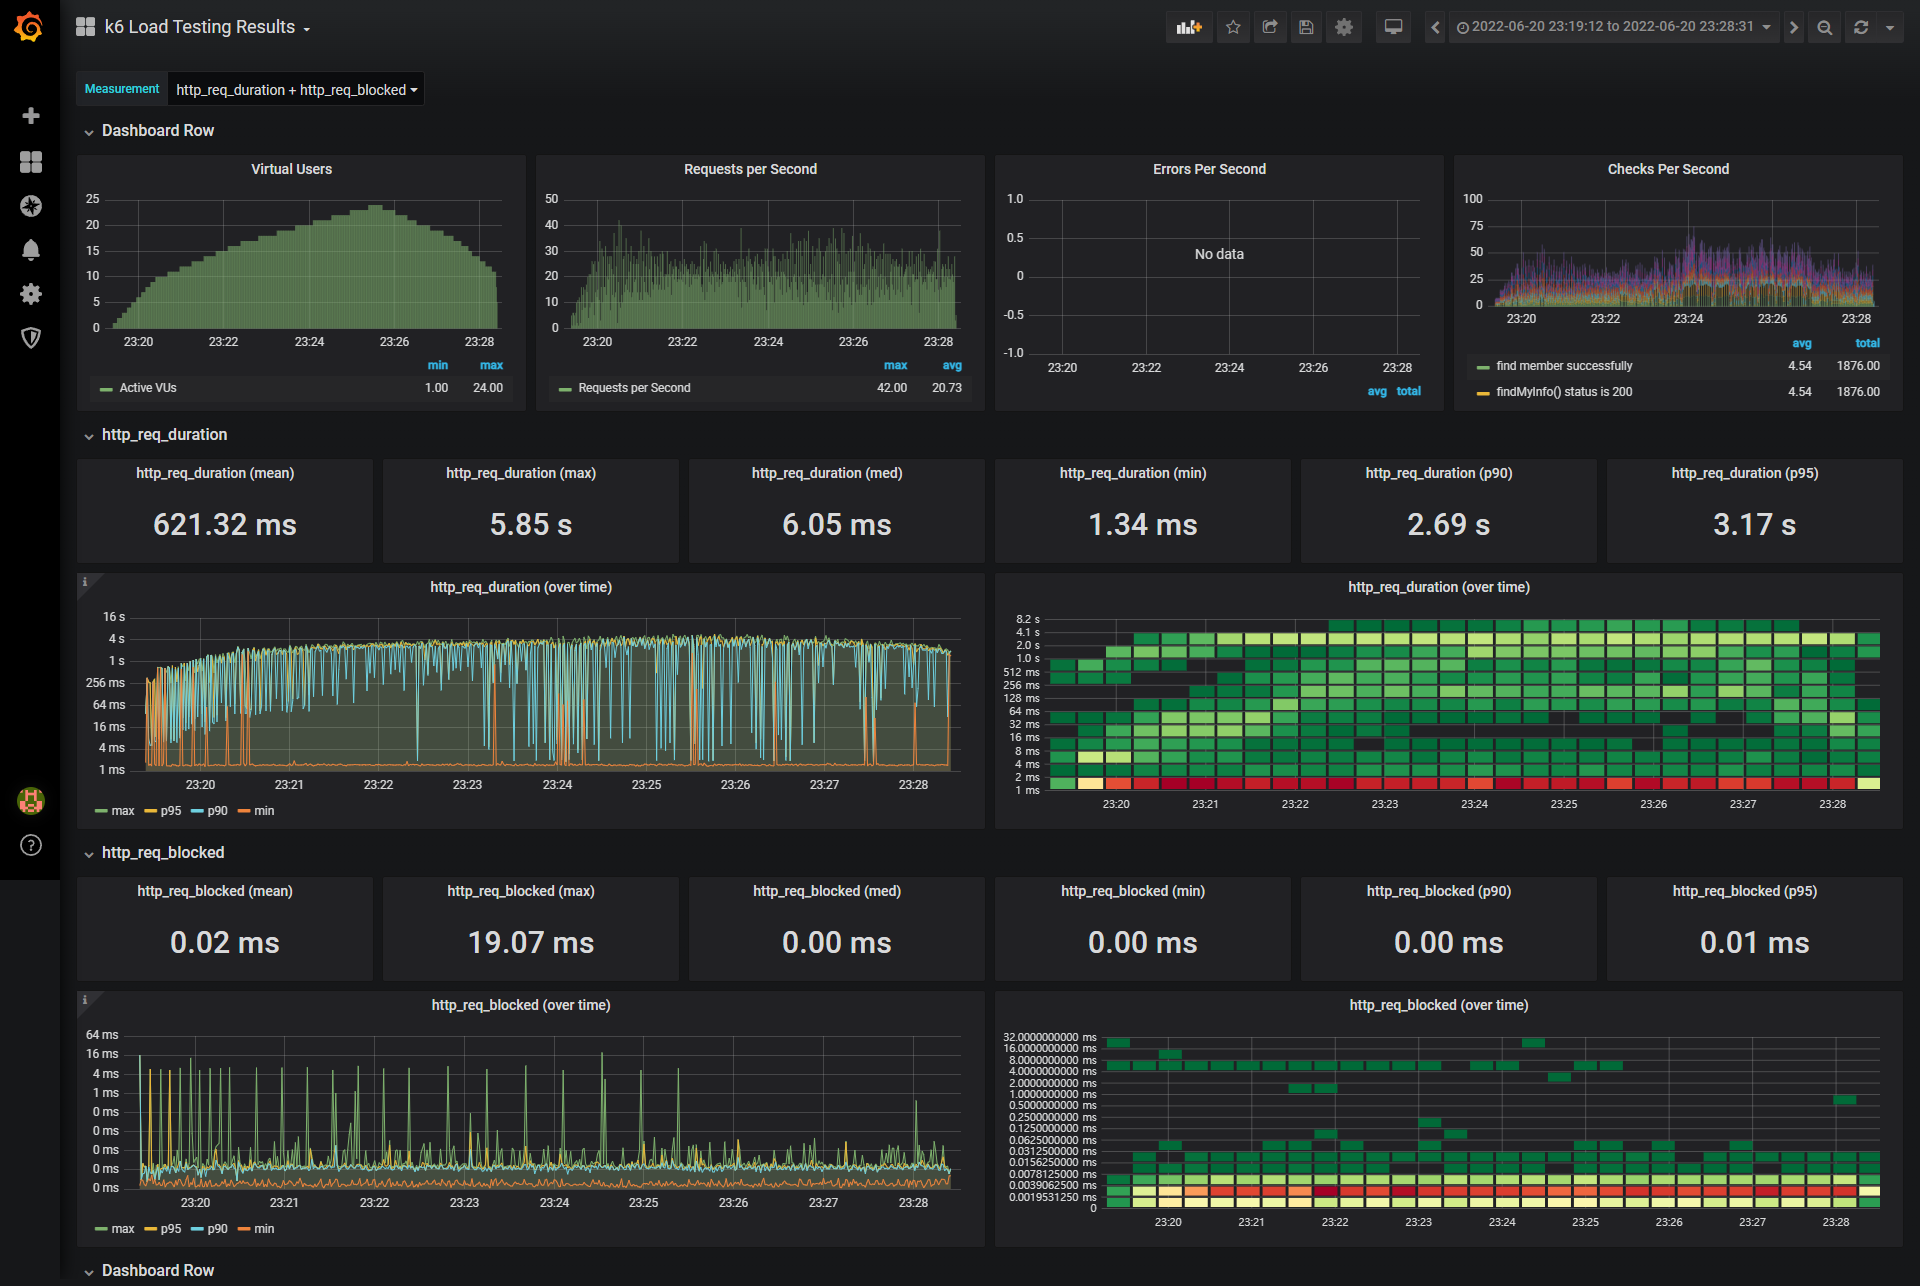 k6 Load Testing Results
2022-06-20 23:19:12 to 2022-06-20 23:28:31
Measurement http_req_duration + http_req_blocked
Dashboard Row
Virtual Users
25
20
15
10
5
0
23:20 23:22 23:24 23:26 23:28
min max
Active VUs 1.00 24.00
Requests per Second
50
40
30
20
10
0
23:20 23:22 23:24 23:26 23:28
max avg
Requests per Second 42.00 20.73
Errors Per Second
1.0
0.5
0
-0.5
-1.0
No data
23:20 23:22 23:24 23:26 23:28
avg total
Checks Per Second
100
75
50
25
0
23:20 23:22 23:24 23:26 23:28
avg total
find member successfully 4.54 1876.00
findMyInfo() status is 200 4.54 1876.00
http_req_duration
http_req_duration (mean)
621.32 ms
http_req_duration (max)
5.85 s
http_req_duration (med)
6.05 ms
http_req_duration (min)
1.34 ms
http_req_duration (p90)
2.69 s
http_req_duration (p95)
3.17 s
http_req_duration (over time)
16 s
4 s
1 s
256 ms
64 ms
16 ms
4 ms
1 ms
23:20 23:21 23:22 23:23 23:24 23:25 23:26 23:27 23:28
max p95 p90 min
http_req_duration (over time)
8.2 s
4.1 s
2.0 s
1.0 s
512 ms
256 ms
128 ms
64 ms
32 ms
16 ms
8 ms
4 ms
2 ms
1 ms
23:20 23:21 23:22 23:23 23:24 23:25 23:26 23:27 23:28
http_req_blocked
http_req_blocked (mean)
0.02 ms
http_req_blocked (max)
19.07 ms
http_req_blocked (med)
0.00 ms
http_req_blocked (min)
0.00 ms
http_req_blocked (p90)
0.00 ms
http_req_blocked (p95)
0.01 ms
http_req_blocked (over time)
64 ms
16 ms
4 ms
1 ms
0 ms
0 ms
0 ms
0 ms
0 ms
23:20 23:21 23:22 23:23 23:24 23:25 23:26 23:27 23:28
max p95 p90 min
http_req_blocked (over time)
32.0000000000 ms
16.0000000000 ms
8.0000000000 ms
4.0000000000 ms
2.0000000000 ms
1.0000000000 ms
0.5000000000 ms
0.2500000000 ms
0.1250000000 ms
0.0625000000 ms
0.0312500000 ms
0.0156250000 ms
0.0078125000 ms
0.0039062500 ms
0.0019531250 ms
0
23:20 23:21 23:22 23:23 23:24 23:25 23:26 23:27 23:28
Dashboard Row